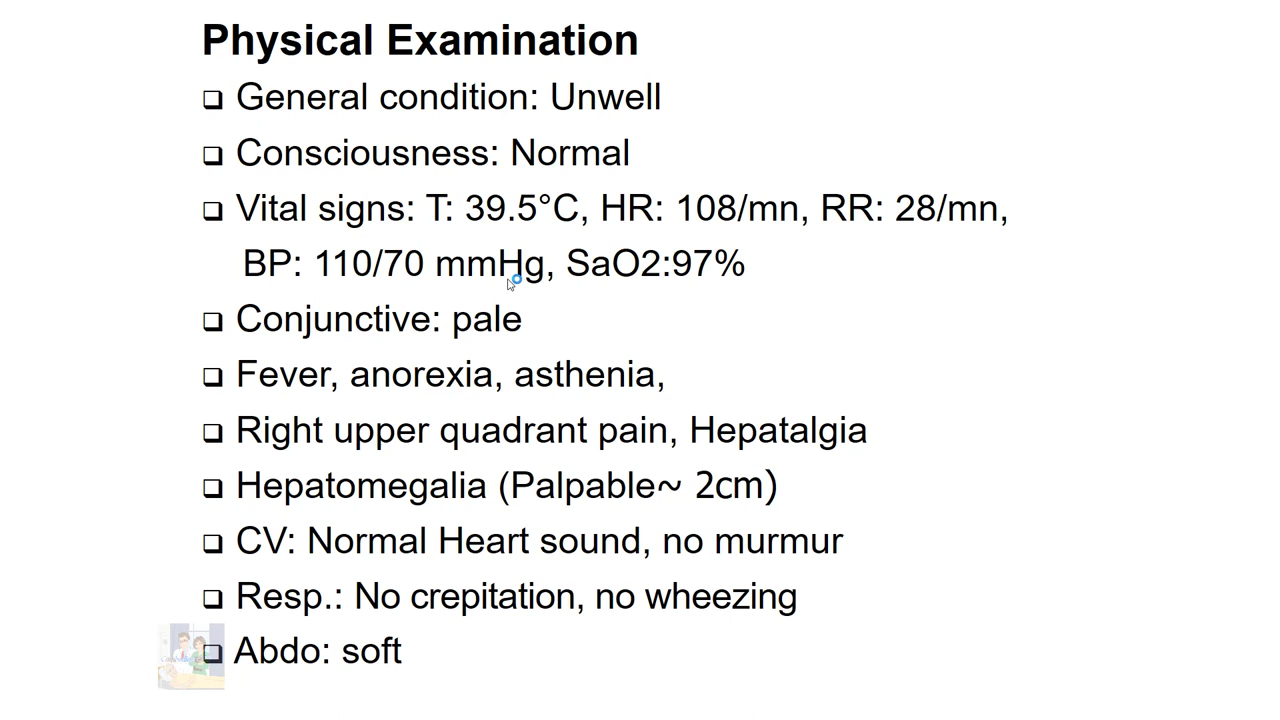 Physical Examination
❑ General condition: Unwell
❑ Consciousness: Normal
❑ Vital signs: T: 39.5°C, HR: 108/mn, RR: 28/mn,
BP: 110/70 mmHg, SaO2:97%
❑ Conjunctive: pale
❑ Fever, anorexia, asthenia,
❑ Right upper quadrant pain, Hepatalgia
❑ Hepatomegalia (Palpable~ 2cm)
❑ CV: Normal Heart sound, no murmur
❑ Resp.: No crepitation, no wheezing
❑ Abdo: soft